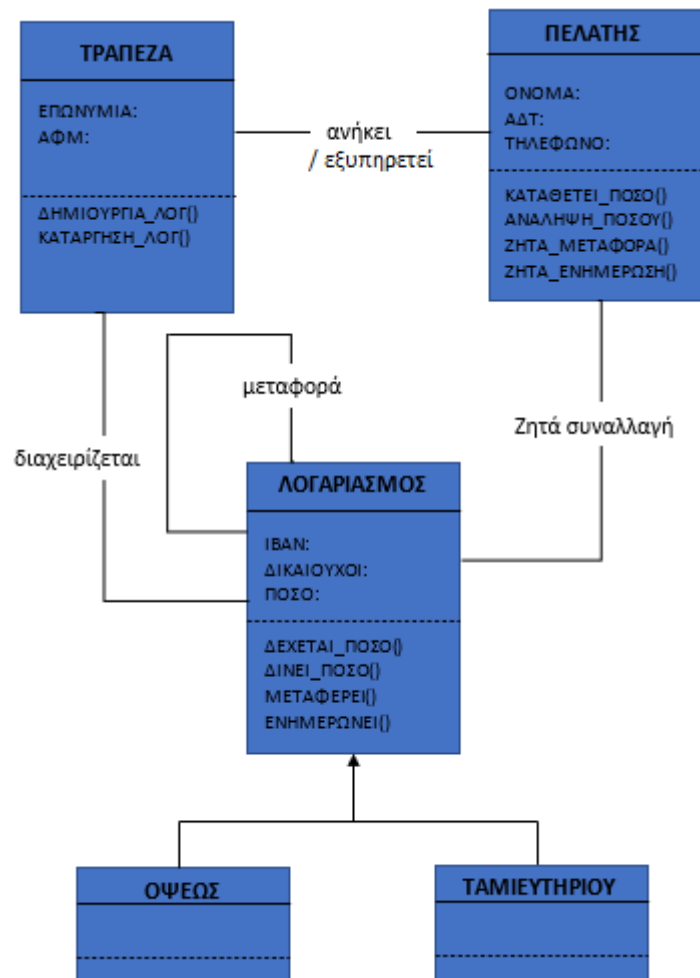 ΤΡΑΠΕΖΑ
ΕΠΩΝΥΜΙΑ:
ΑΦΜ:
ΔΗΜΙΟΥΡΓΙΑ_ΛΟΓ()
ΚΑΤΑΡΓΗΣΗ_ΛΟΓ()
ανήκει
/ εξυπηρετεί
ΠΕΛΑΤΗΣ
ΟΝΟΜΑ:
ΑΔΤ:
ΤΗΛΕΦΩΝΟ:
ΚΑΤΑΘΕΤΕΙ_ΠΟΣΟ()
ΑΝΑΛΗΨΗ_ΠΟΣΟΥ()
ΖΗΤΑ_ΜΕΤΑΦΟΡΑ()
ΖΗΤΑ_ΕΝΗΜΕΡΩΣΗ()
μεταφορά
Ζητά συναλλαγή
διαχειρίζεται
ΛΟΓΑΡΙΑΣΜΟΣ
ΙΒΑΝ:
ΔΙΚΑΙΟΥΧΟΙ:
ΠΟΣΟ:
ΔΕΧΕΤΑΙ_ΠΟΣΟ()
ΔΙΝΕΙ_ΠΟΣΟ()
ΜΕΤΑΦΕΡΕΙ()
ΕΝΗΜΕΡΩΝΕΙ()
ΟΨΕΩΣ
ΤΑΜΙΕΥΤΗΡΙΟΥ